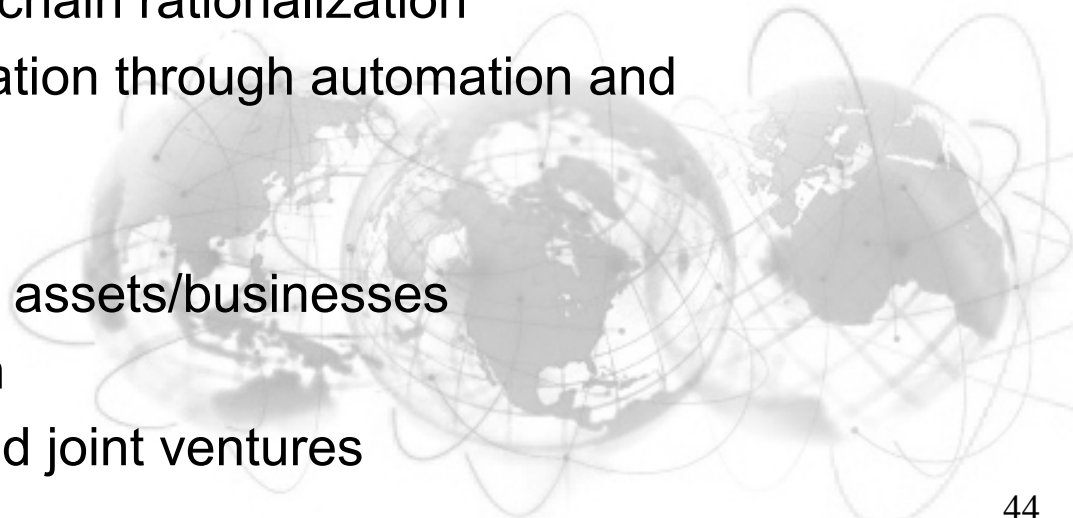 chain rationalization
ation through automation and
assets/businesses
d joint ventures
44